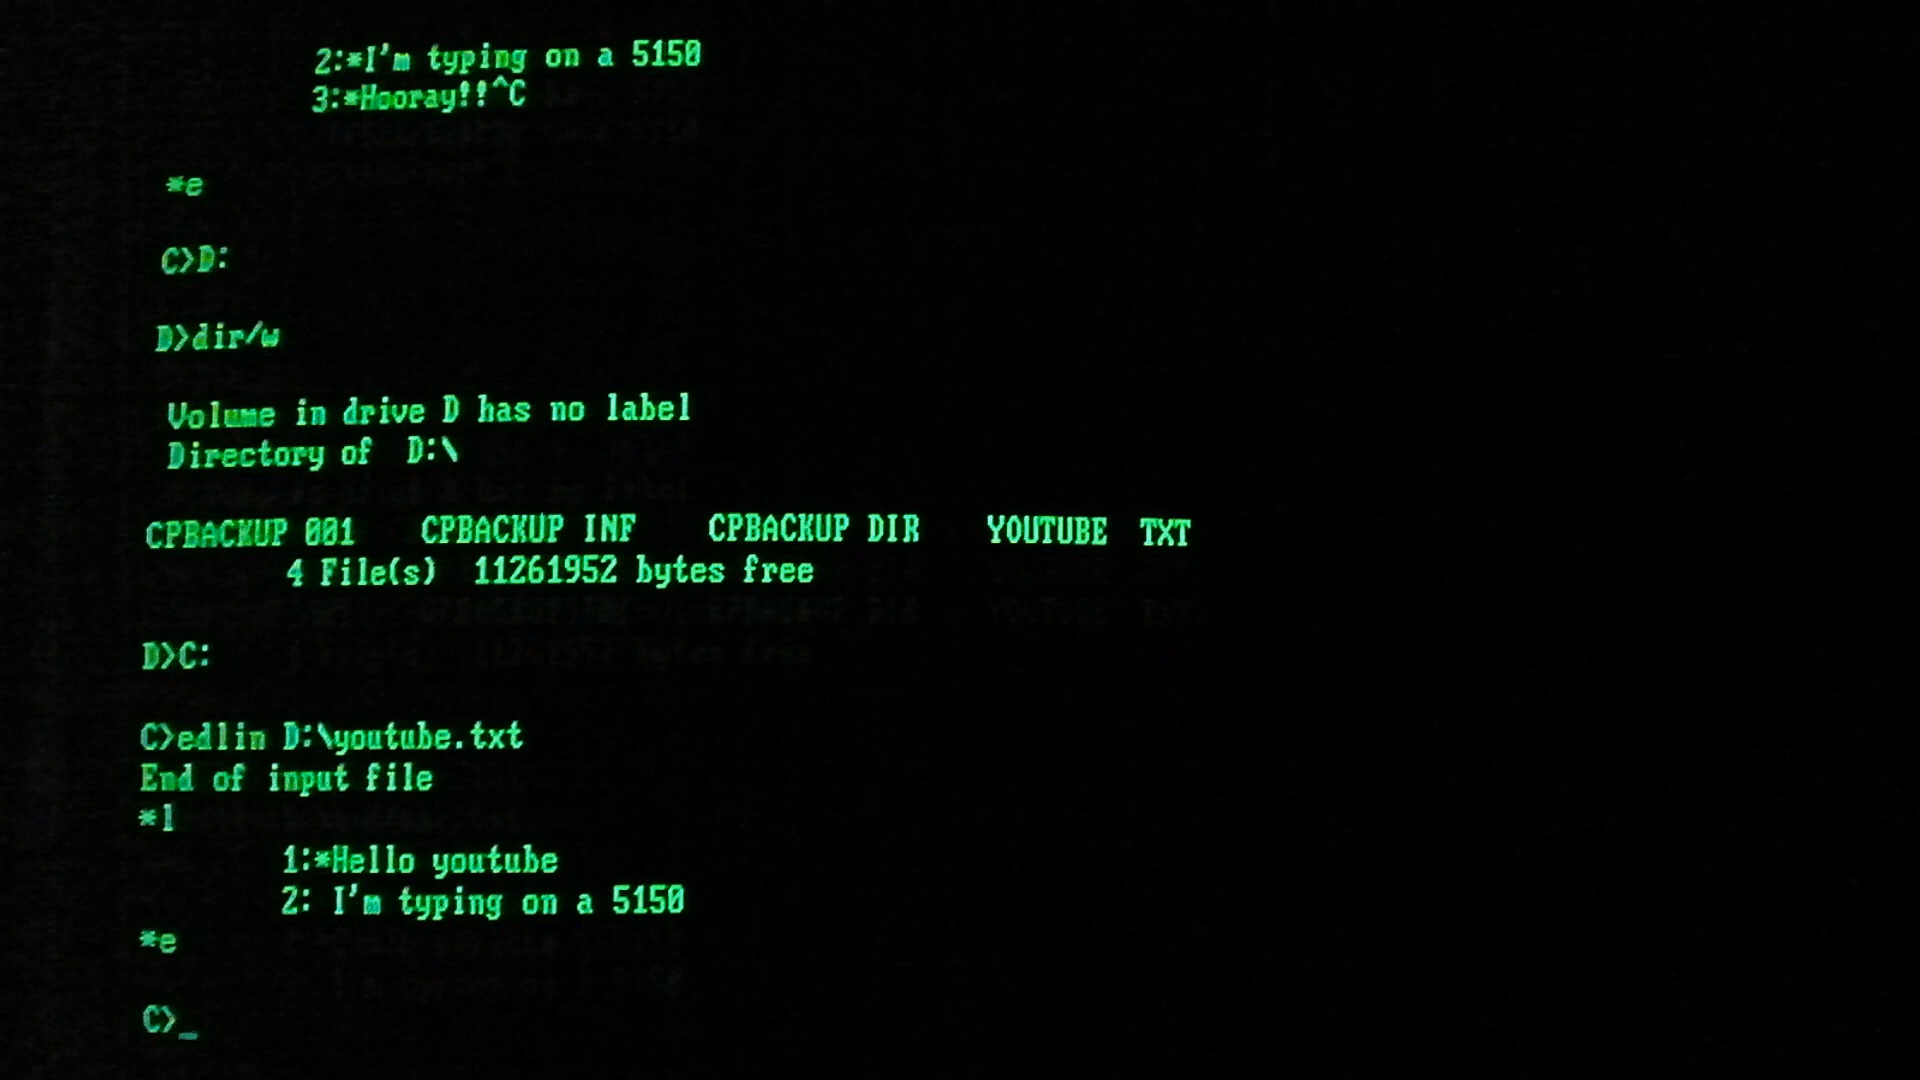 2:*I'm typing on a 5150
3:*Hooray!!^C
*e
C>D:
D>dir/w
Volume in drive D has no label
Directory of  D:\
CPBACKUP 001    CPBACKUP INF    CPBACKUP DIR    YOUTUBE  TXT
4 File(s)  11261952 bytes free
D>C:
C>edlin D:\youtube.txt
End of input file
*l
1:*Hello youtube
2: I'm typing on a 5150
*e
C>_